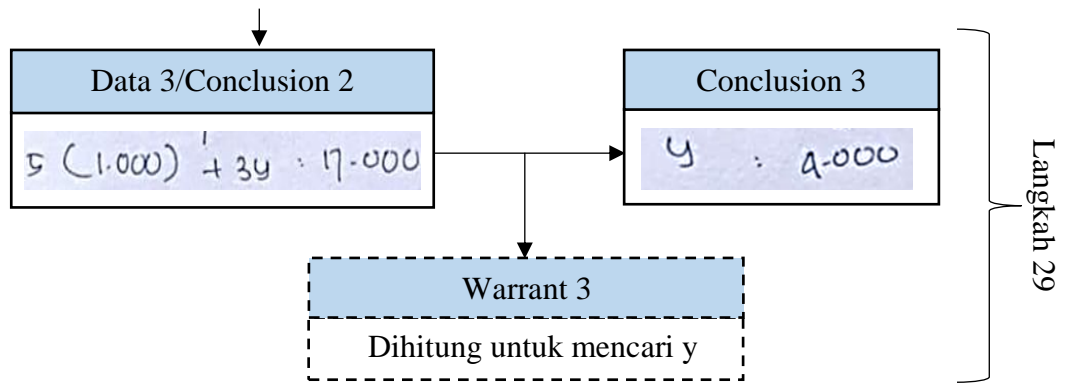 Data 3/Conclusion 2
5 (1.000) + 3y : 17.000
Conclusion 3
y : 4.000
Warrant 3
Dihitung untuk mencari y
Langkah 29